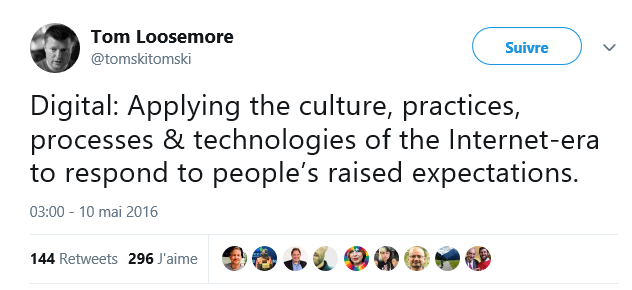 Tom Loosemore
@tomskitomski
Suivre
Digital: Applying the culture, practices,
processes & technologies of the Internet-era
to respond to people’s raised expectations.
03:00 - 10 mai 2016
144 Retweets 296 J'aime